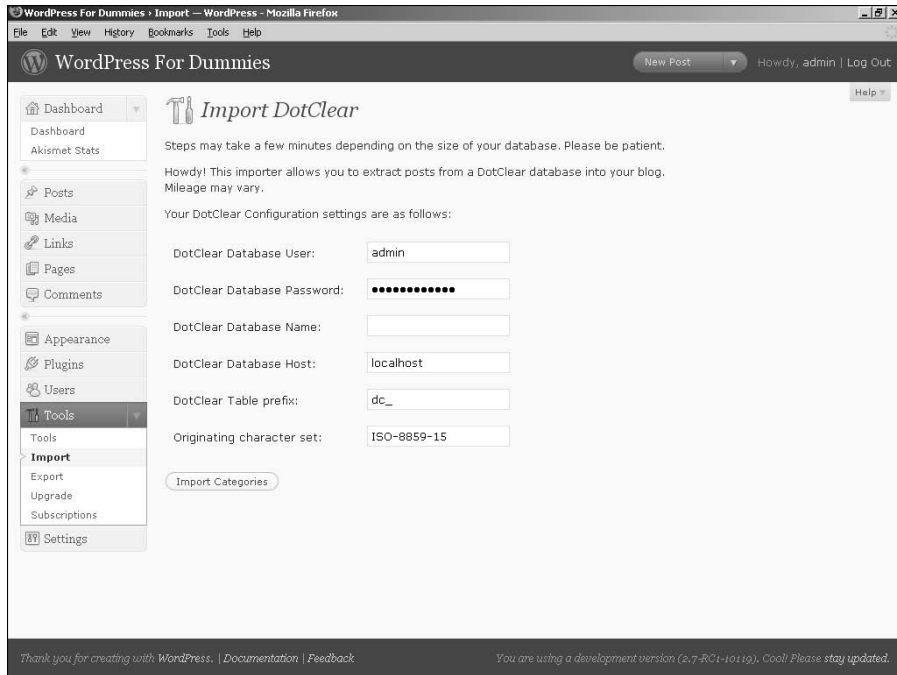 WordPress For Dummies › Import — WordPress - Mozilla Firefox
File Edit View History Bookmarks Tools Help
WordPress For Dummies
New Post
Howdy, admin | Log Out
Help
Dashboard
Dashboard
Akismet Stats
Posts
Media
Links
Pages
Comments
Appearance
Plugins
Users
Tools
Tools
Import
Export
Upgrade
Subscriptions
Settings
Import DotClear
Steps may take a few minutes depending on the size of your database. Please be patient.
Howdy! This importer allows you to extract posts from a DotClear database into your blog.
Mileage may vary.
Your DotClear Configuration settings are as follows:
DotClear Database User: admin
DotClear Database Password: ●●●●●●●●●●●●
DotClear Database Name:
DotClear Database Host: localhost
DotClear Table prefix: dc_
Originating character set: ISO-8859-15
Import Categories
Thank you for creating with WordPress. | Documentation | Feedback
You are using a development version (2.7-RC1-10119). Cool! Please stay updated.